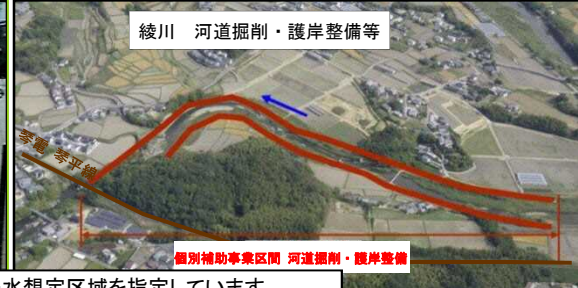 綾川　河道掘削・護岸整備等
琴電 琴平線
個別補助事業区間 河道掘削・護岸整備
水想定区域を指定しています